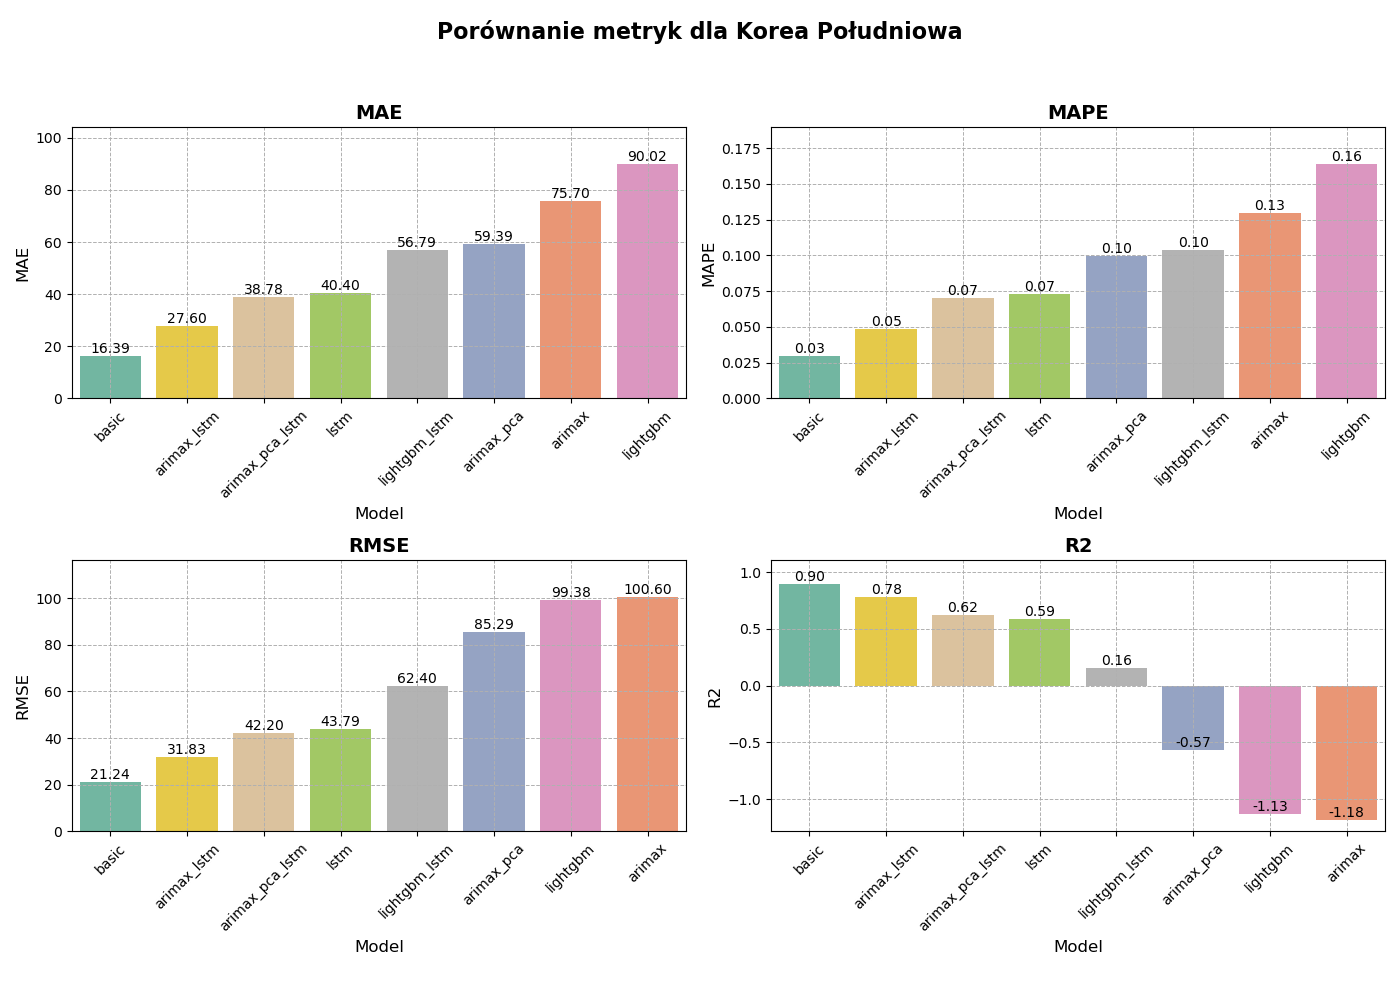 Porównanie metryk dla Korea Południowa
MAE
100
80
60
40
20
0
MAE
16.39
27.60
38.78
40.40
56.79
59.39
75.70
90.02
basic
arimax_lstm
arimax_pca_lstm
lstm
lightgbm_lstm
arimax_pca
arimax
lightgbm
Model
MAPE
0.175
0.150
0.125
0.100
0.075
0.050
0.025
0.000
MAPE
0.03
0.05
0.07
0.07
0.10
0.10
0.13
0.16
basic
arimax_lstm
arimax_pca_lstm
lstm
arimax_pca
lightgbm_lstm
arimax
lightgbm
Model
RMSE
100
80
60
40
20
0
RMSE
21.24
31.83
42.20
43.79
62.40
85.29
99.38
100.60
basic
arimax_lstm
arimax_pca_lstm
lstm
lightgbm_lstm
arimax_pca
lightgbm
arimax
Model
R2
1.0
0.5
0.0
−0.5
−1.0
R2
0.90
0.78
0.62
0.59
0.16
-0.57
-1.13
-1.18
basic
arimax_lstm
arimax_pca_lstm
lstm
lightgbm_lstm
arimax_pca
lightgbm
arimax
Model